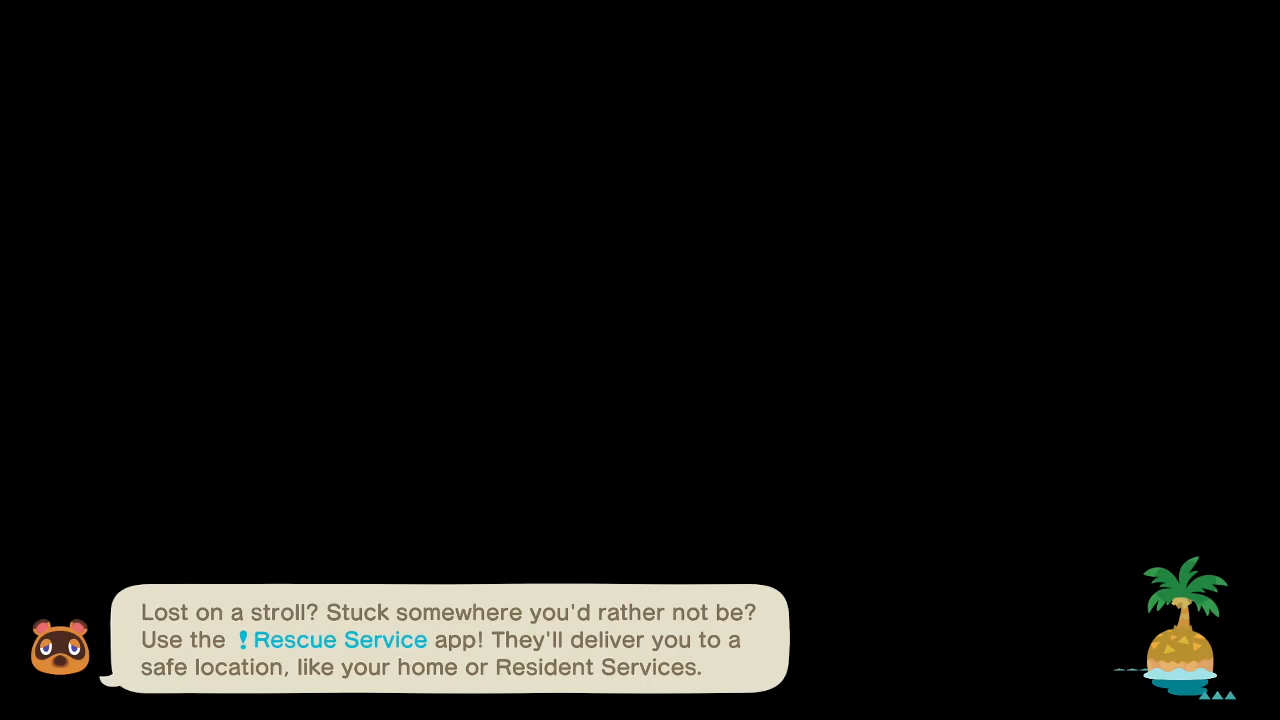 Lost on a stroll? Stuck somewhere you'd rather not be?
Use the ! Rescue Service app! They'll deliver you to a
safe location, like your home or Resident Services.